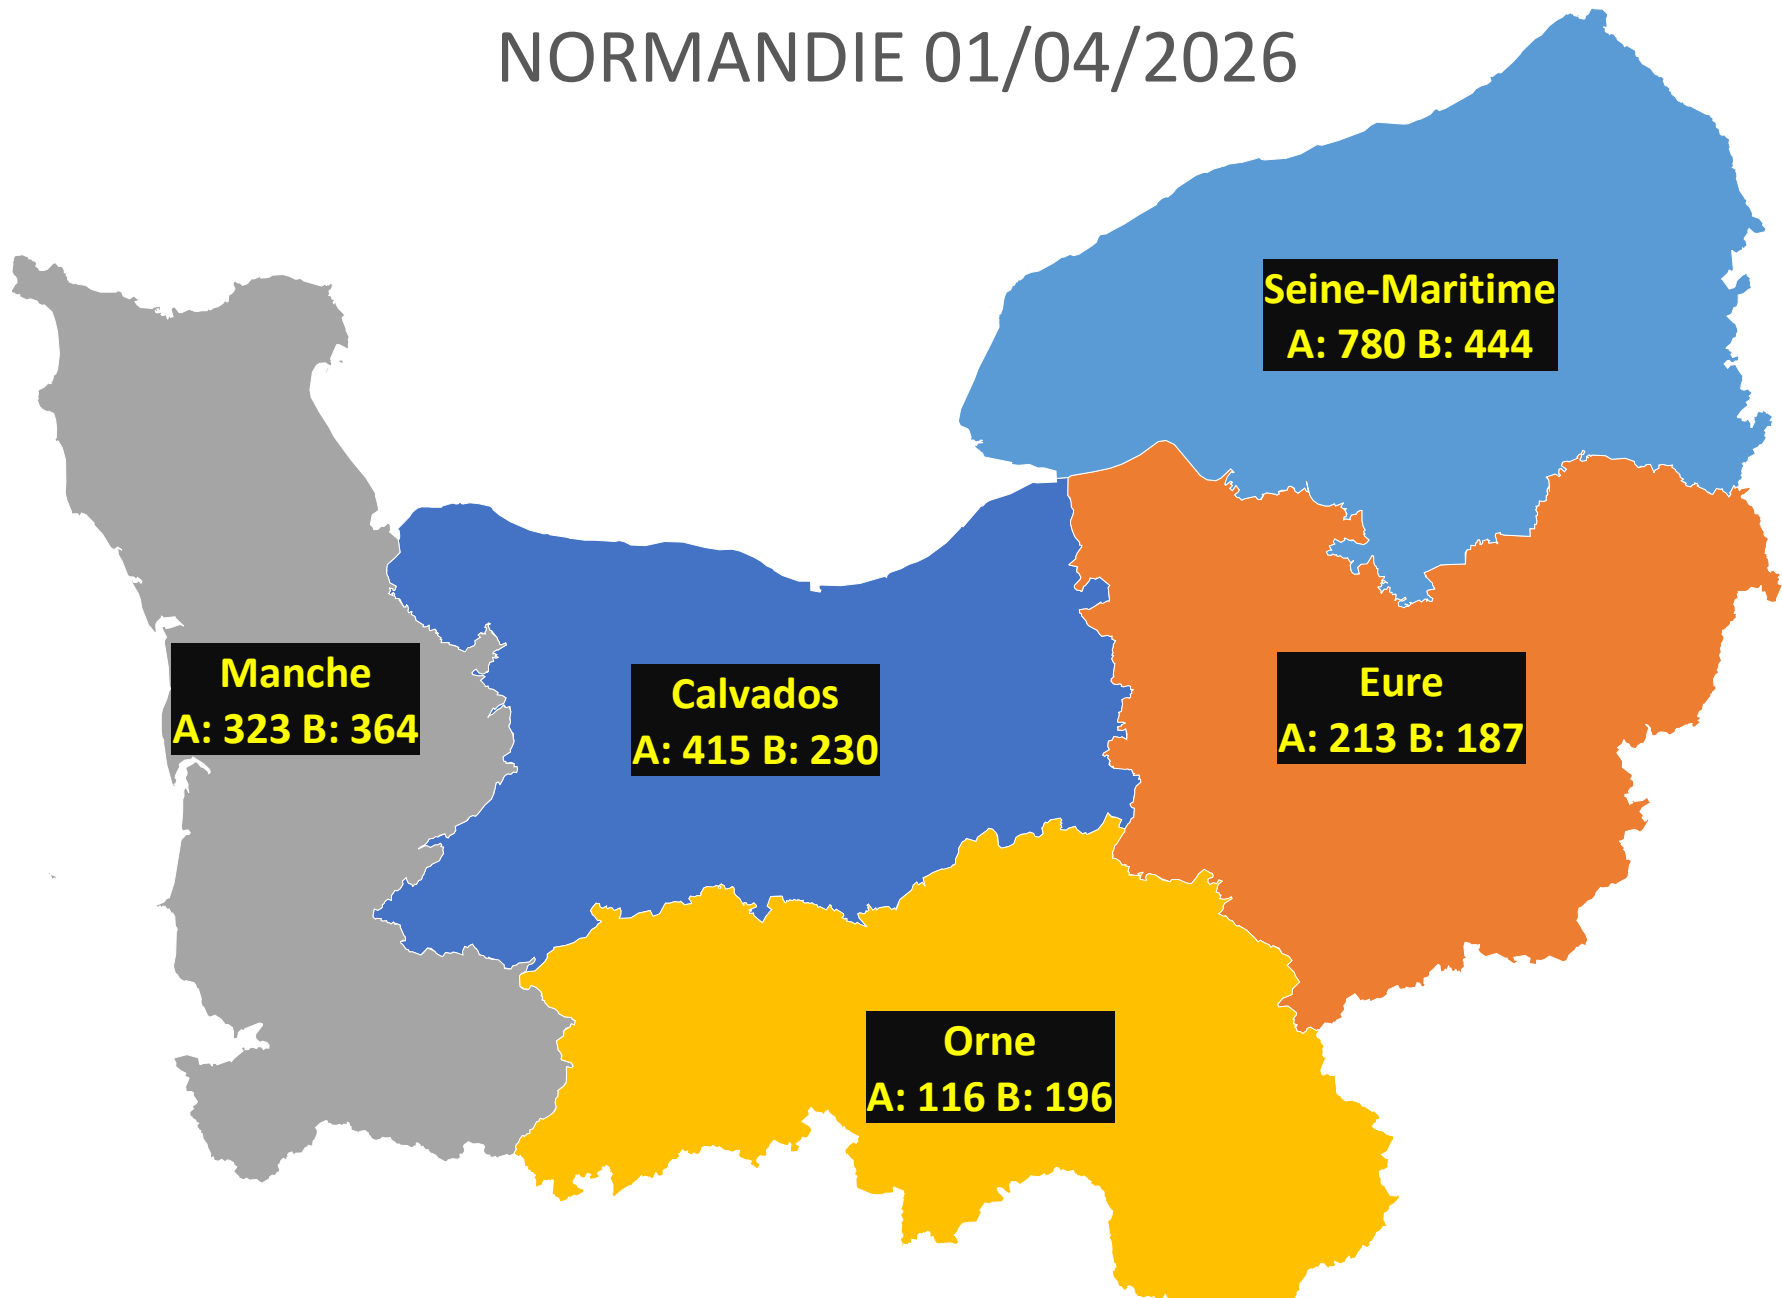 NORMANDIE 01/04/2026
Seine-Maritime
A: 780 B: 444
Manche
A: 323 B: 364
Calvados
A: 415 B: 230
Eure
A: 213 B: 187
Orne
A: 116 B: 196